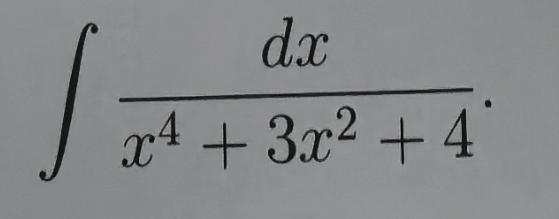 ∫ dx / (x⁴ + 3x² + 4).